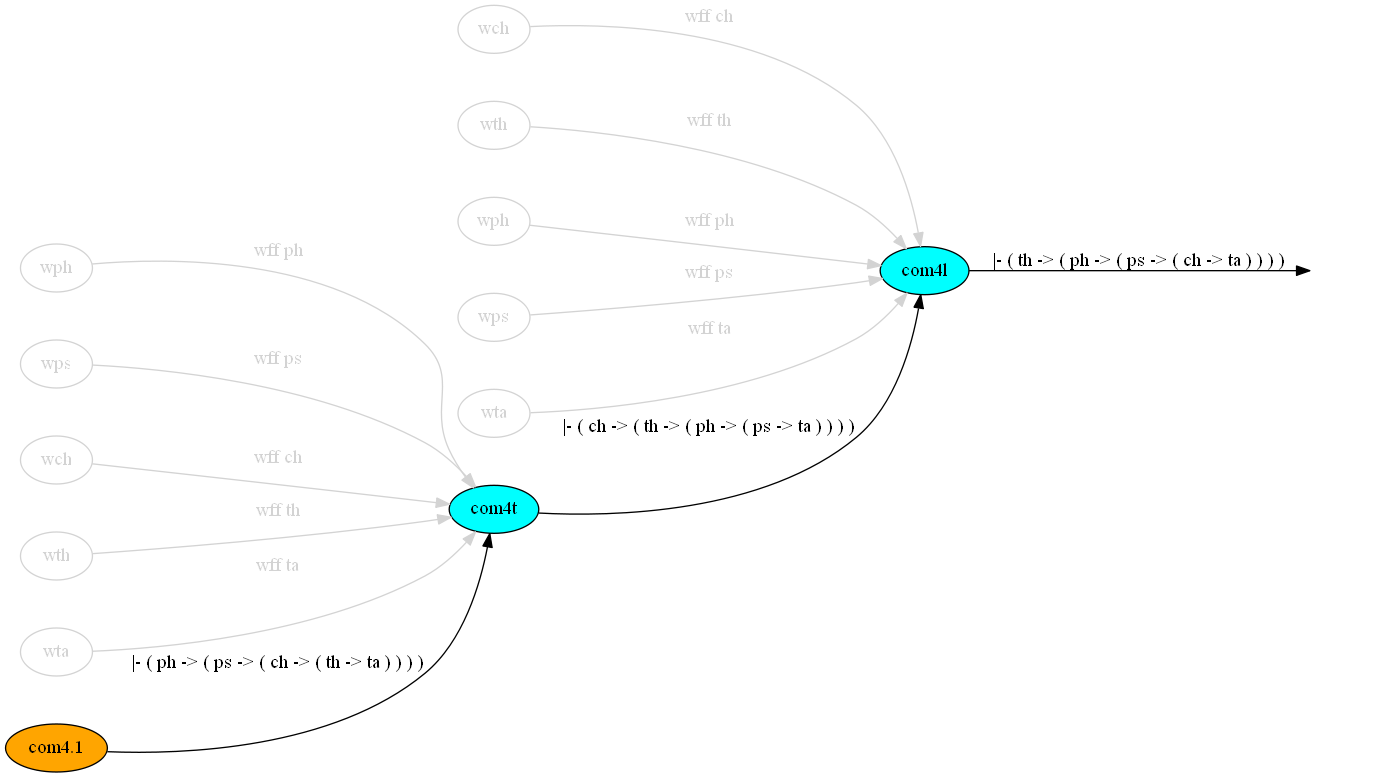 wch
wff ch
wth
wff th
wph
wff ph
wps
wff ps
wta
wff ta
com4l
|- ( th -> ( ph -> ( ps -> ( ch -> ta ) ) ) )
|- ( ch -> ( th -> ( ph -> ( ps -> ta ) ) ) )
wph
wff ph
wps
wff ps
wch
wff ch
wth
wff th
wta
wff ta
com4t
|- ( ph -> ( ps -> ( ch -> ( th -> ta ) ) ) )
com4.1